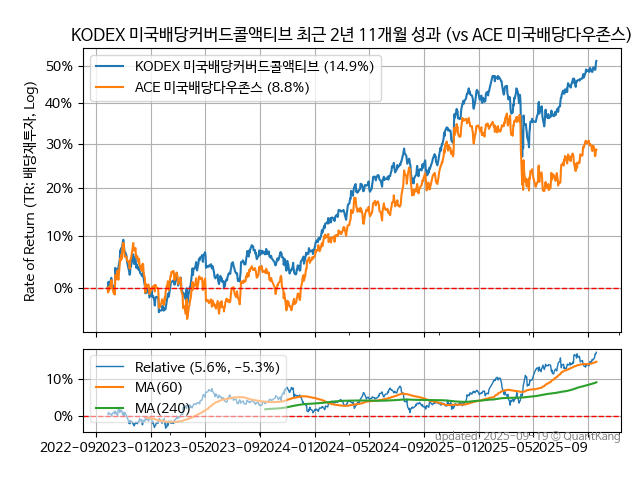 KODEX 미국배당커버드콜액티브 최근 2년 11개월 성과 (vs ACE 미국배당다우존스)
Rate of Return (TR: 배당재투자, Log)
50%
40%
30%
20%
10%
0%
KODEX 미국배당커버드콜액티브 (14.9%)
ACE 미국배당다우존스 (8.8%)
10%
0%
Relative (5.6%, −5.3%)
MA(60)
MA(240)
updated: 2025-09-19 © QuantKang
2022-09 2023-01 2023-05 2023-09 2024-01 2024-05 2024-09 2025-01 2025-05 2025-09